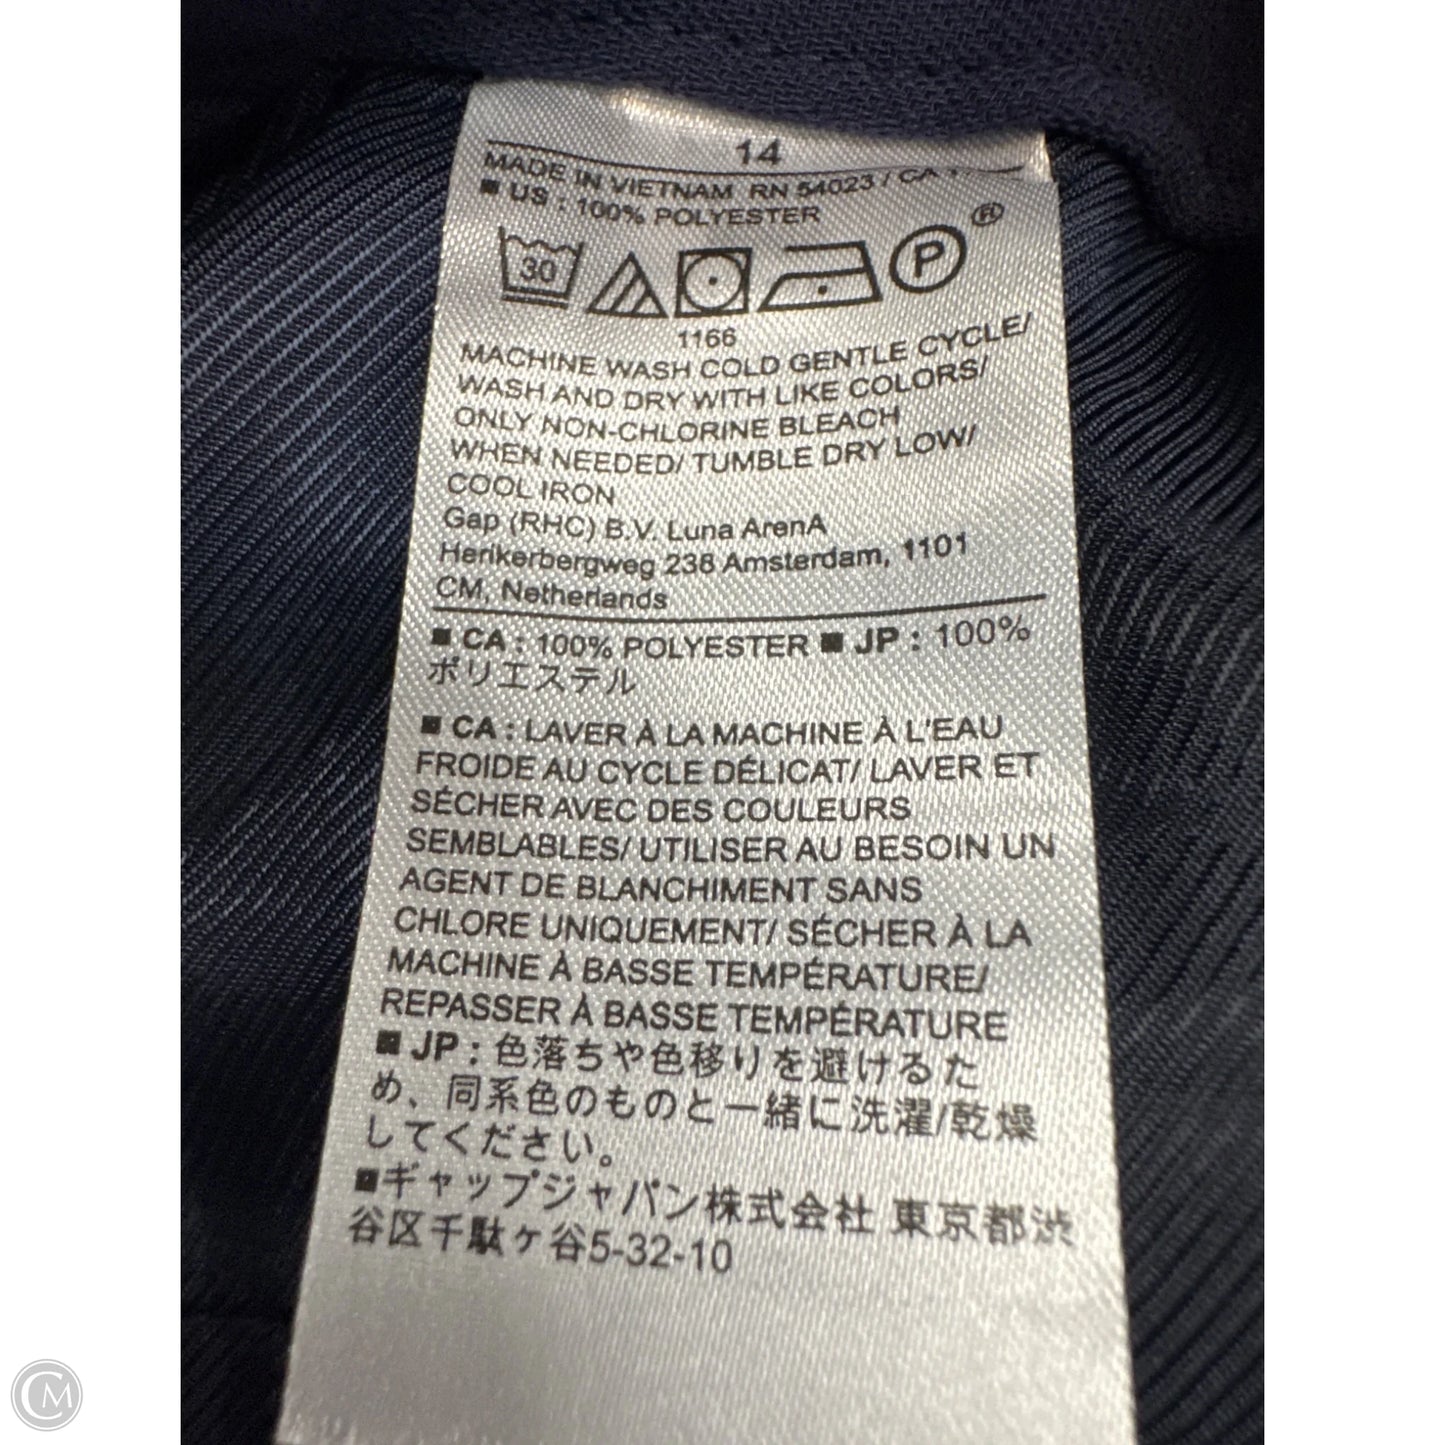 14
MADE IN VIETNAM RN 54023 / CA
■ US : 100% POLYESTER
30 P ®
1166
MACHINE WASH COLD GENTLE CYCLE/
WASH AND DRY WITH LIKE COLORS/
ONLY NON-CHLORINE BLEACH
WHEN NEEDED/ TUMBLE DRY LOW/
COOL IRON
Gap (RHC) B.V. Luna ArenA
Herikerbergweg 238 Amsterdam, 1101
CM, Netherlands
■ CA : 100% POLYESTER ■ JP : 100%
ポリエステル
■ CA : LAVER À LA MACHINE À L'EAU
FROIDE AU CYCLE DÉLICAT/ LAVER ET
SÉCHER AVEC DES COULEURS
SEMBLABLES/ UTILISER AU BESOIN UN
AGENT DE BLANCHIMENT SANS
CHLORE UNIQUEMENT/ SÉCHER À LA
MACHINE À BASSE TEMPÉRATURE/
REPASSER À BASSE TEMPÉRATURE
■ JP : 色落ちや色移りを避けるた
め、同系色のものと一緒に洗濯/乾燥
してください。
■ギャップジャパン株式会社 東京都渋
谷区千駄ヶ谷5-32-10
CM